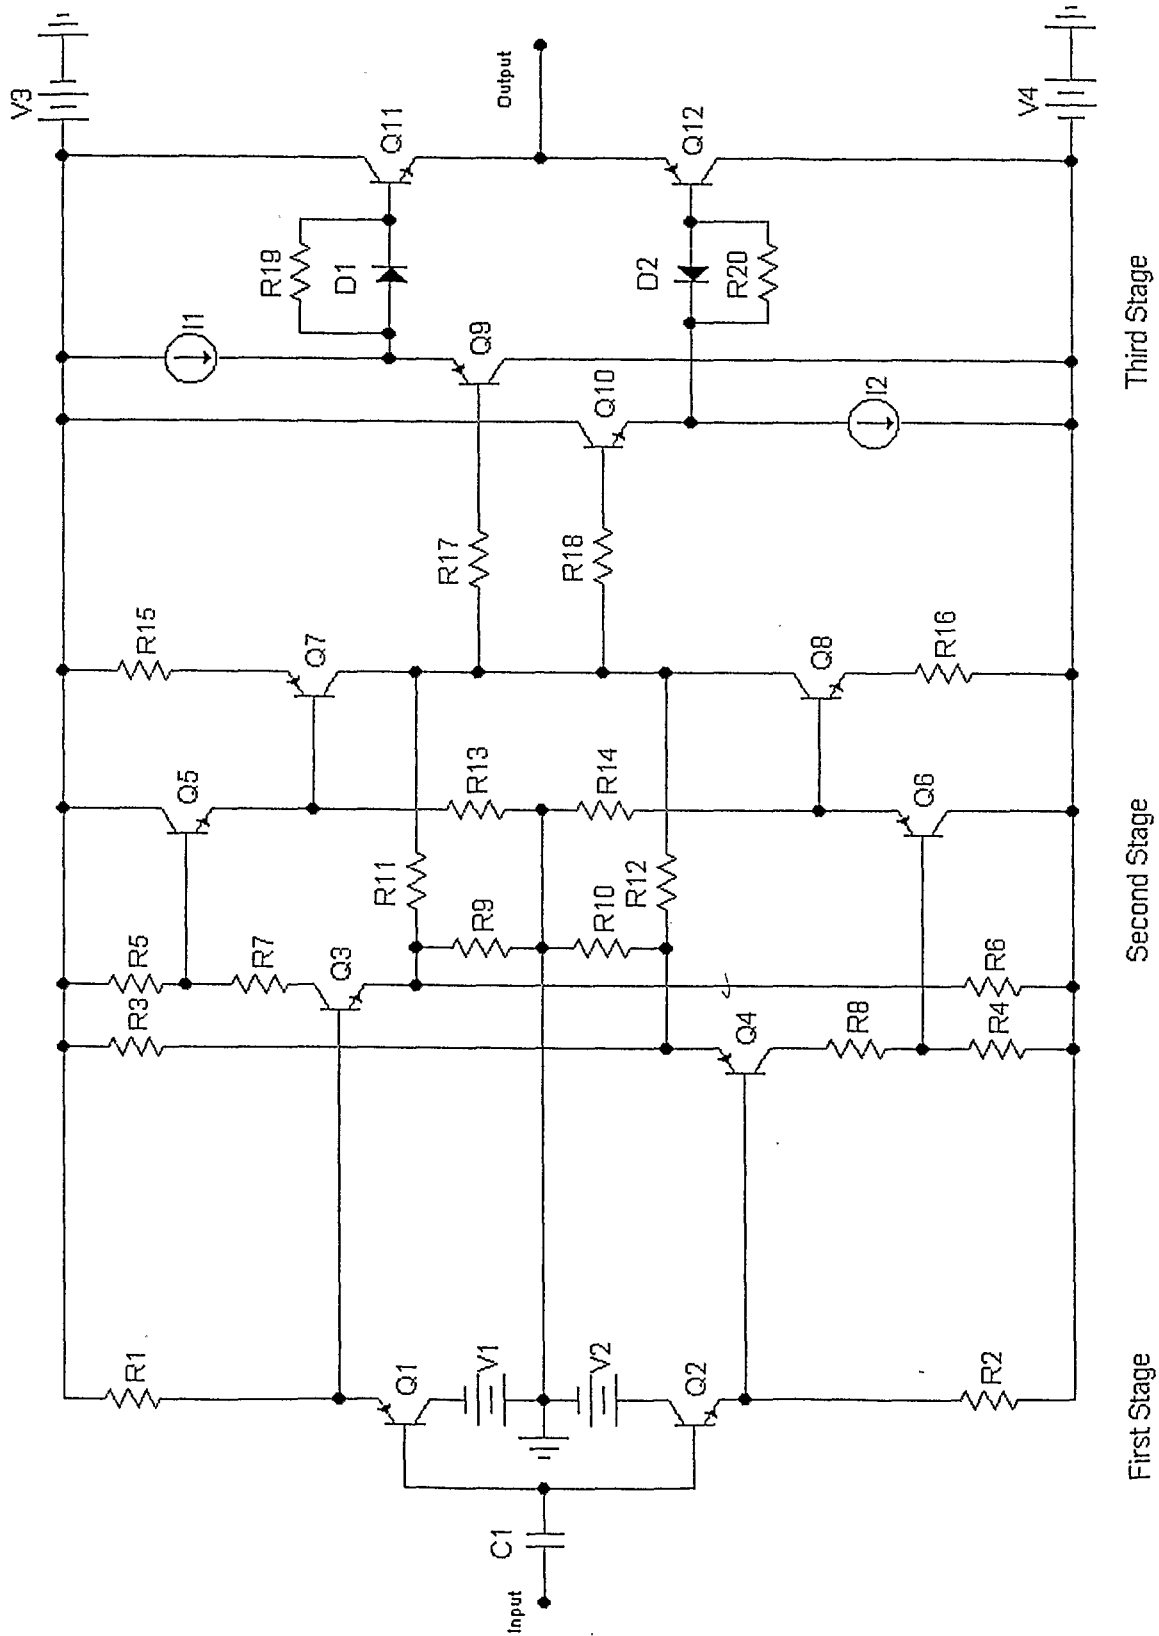 Input
C1
First Stage
R1
Q1
V1
V2
Q2
R2
R3
R5
R7
Q3
R9
R10
R11
R12
Q4
R8
R4
R6
Second Stage
Q5
R13
R14
Q6
R15
Q7
Q8
R16
R17
R18
Third Stage
I1
Q9
Q10
I2
R19
D1
D2
R20
Q11
Q12
Output
V3
V4